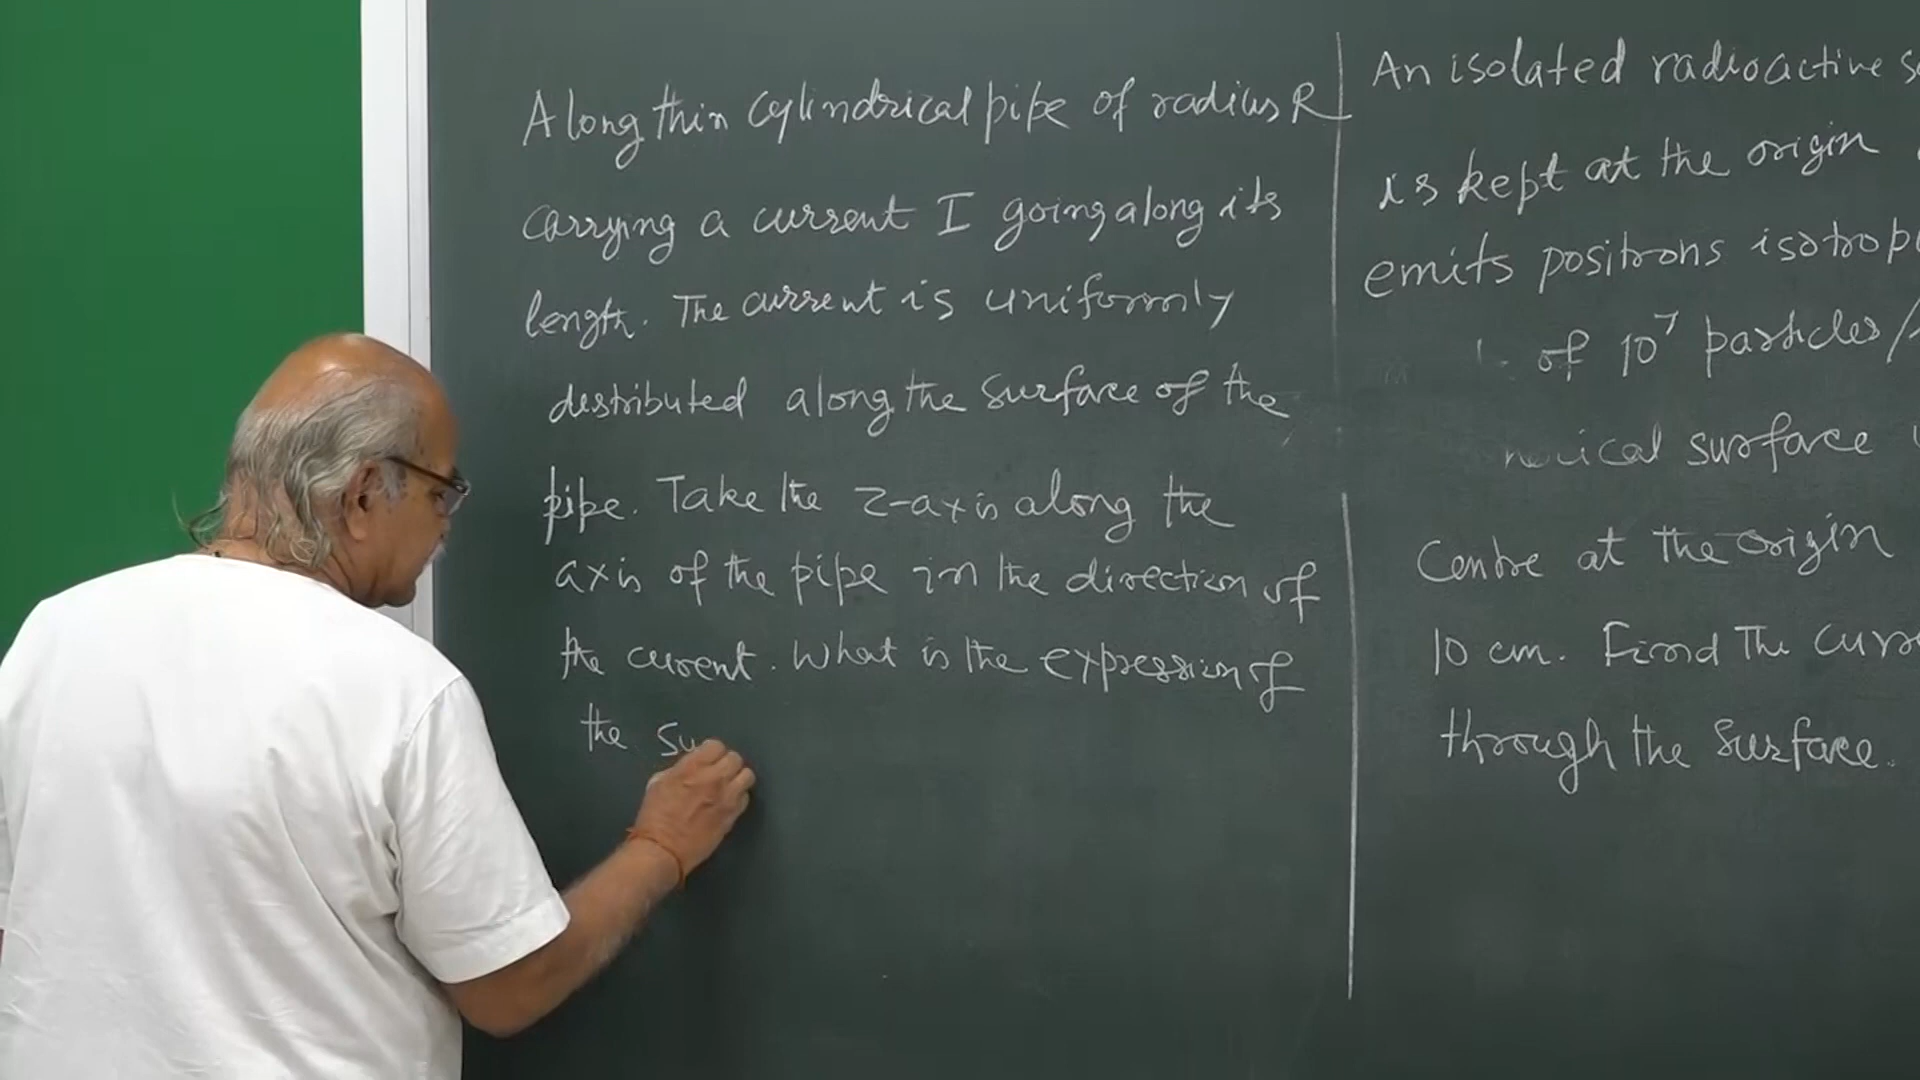 A long thin cylindrical pipe of radius R
carrying a current I going along its
length. The current is uniformly
destributed along the surface of the
pipe. Take the z-axis along the
axis of the pipe in the direction of
the current. What is the expression of
the
An isolated radioactive
is kept at the origin
emits positrons
of 10⁷ particles/
surface
Centre at the origin
10 cm. Find The
through the surface.